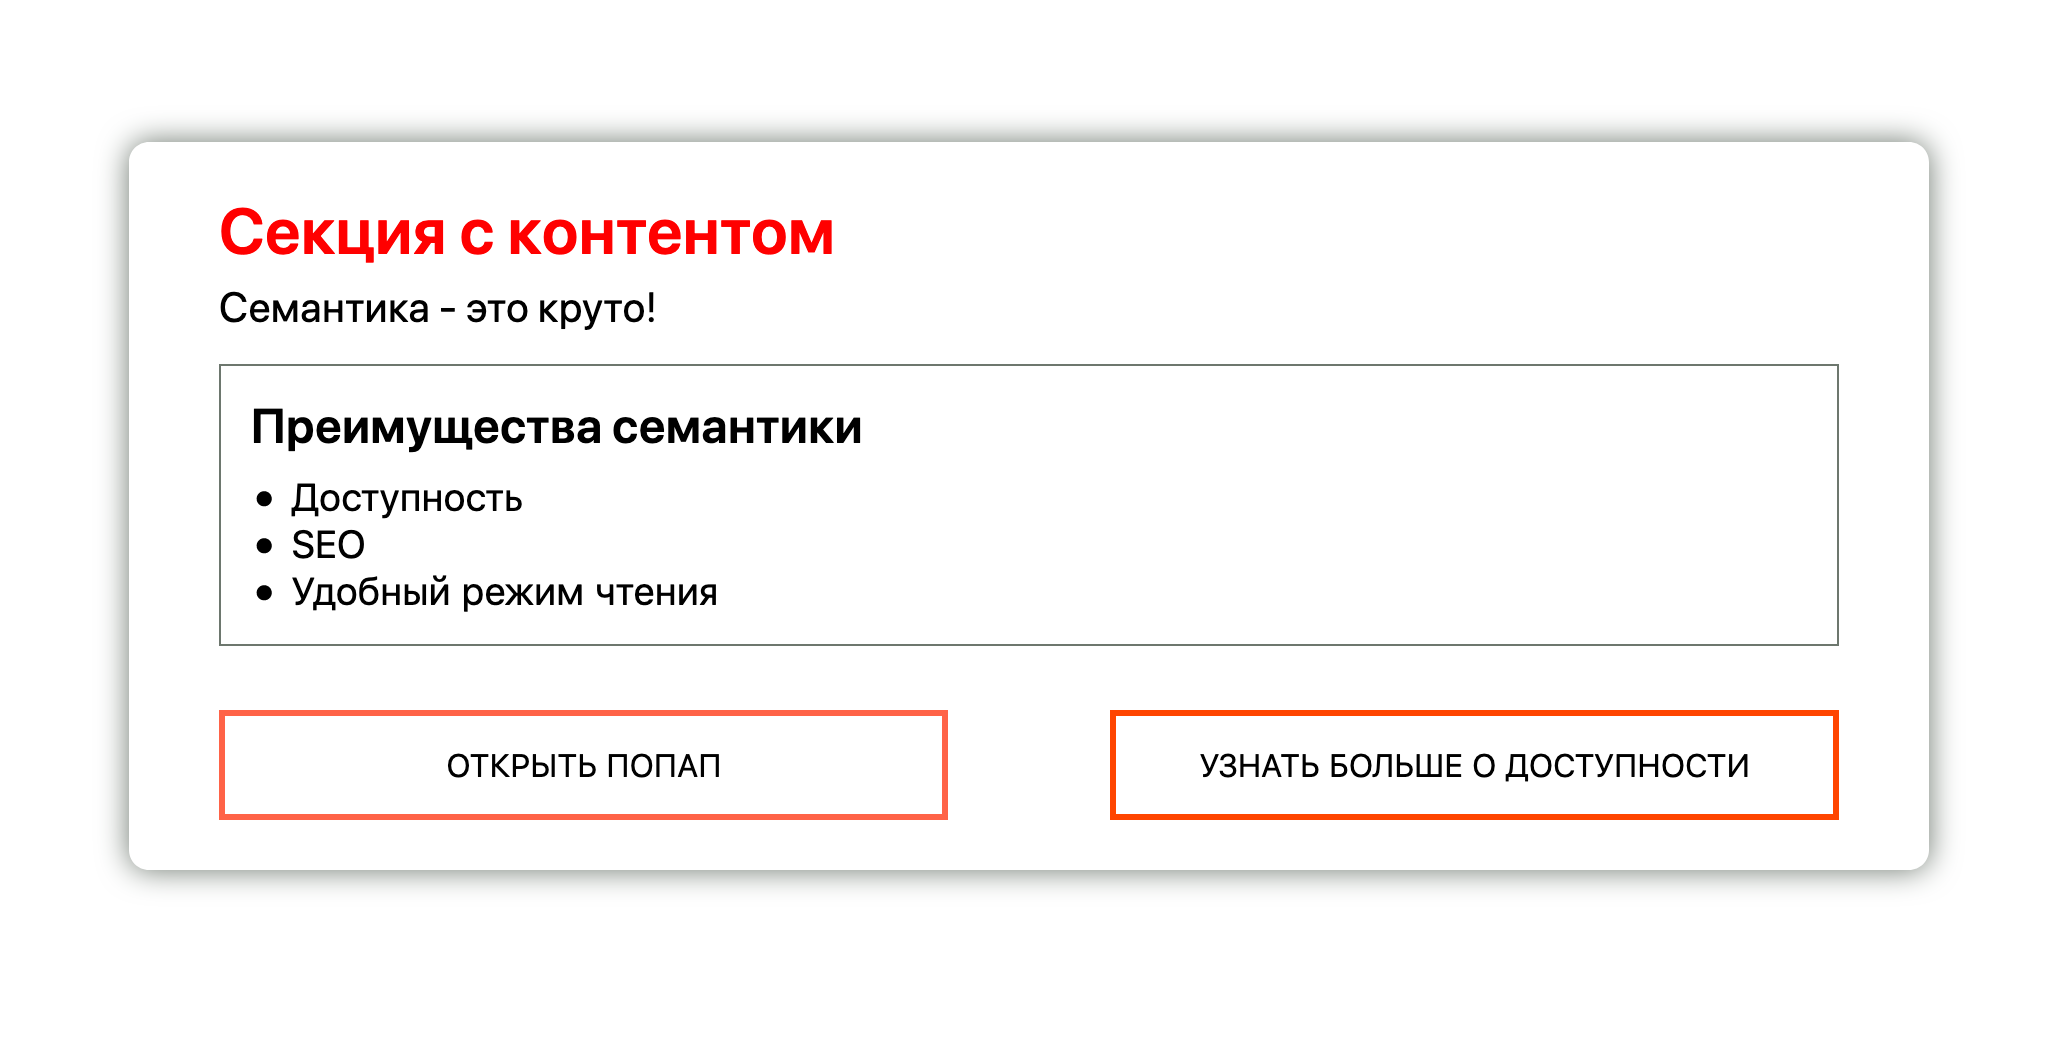 Секция с контентом
Семантика - это круто!
Преимущества семантики
Доступность
SEO
Удобный режим чтения
ОТКРЫТЬ ПОПАП
УЗНАТЬ БОЛЬШЕ О ДОСТУПНОСТИ